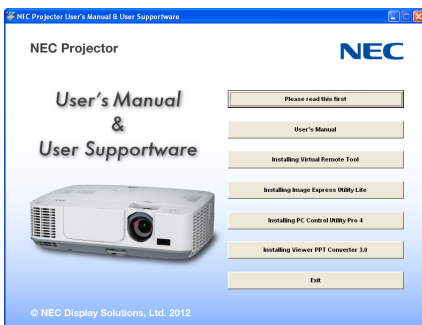 NEC Projector User's Manual & User Supportware
NEC Projector
NEC
User's Manual
&
User Supportware
Please read this first
User's Manual
Installing Virtual Remote Tool
Installing Image Express Utility Lite
Installing PC Control Utility Pro 4
Installing Viewer PPT Converter 3.0
Exit
© NEC Display Solutions, Ltd. 2012